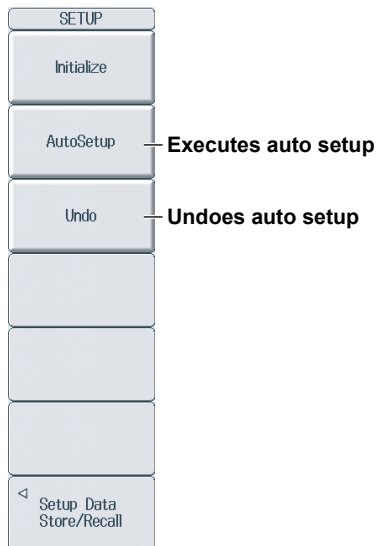 SETUP
Initialize
AutoSetup
Executes auto setup
Undo
Undoes auto setup
Setup Data
Store/Recall